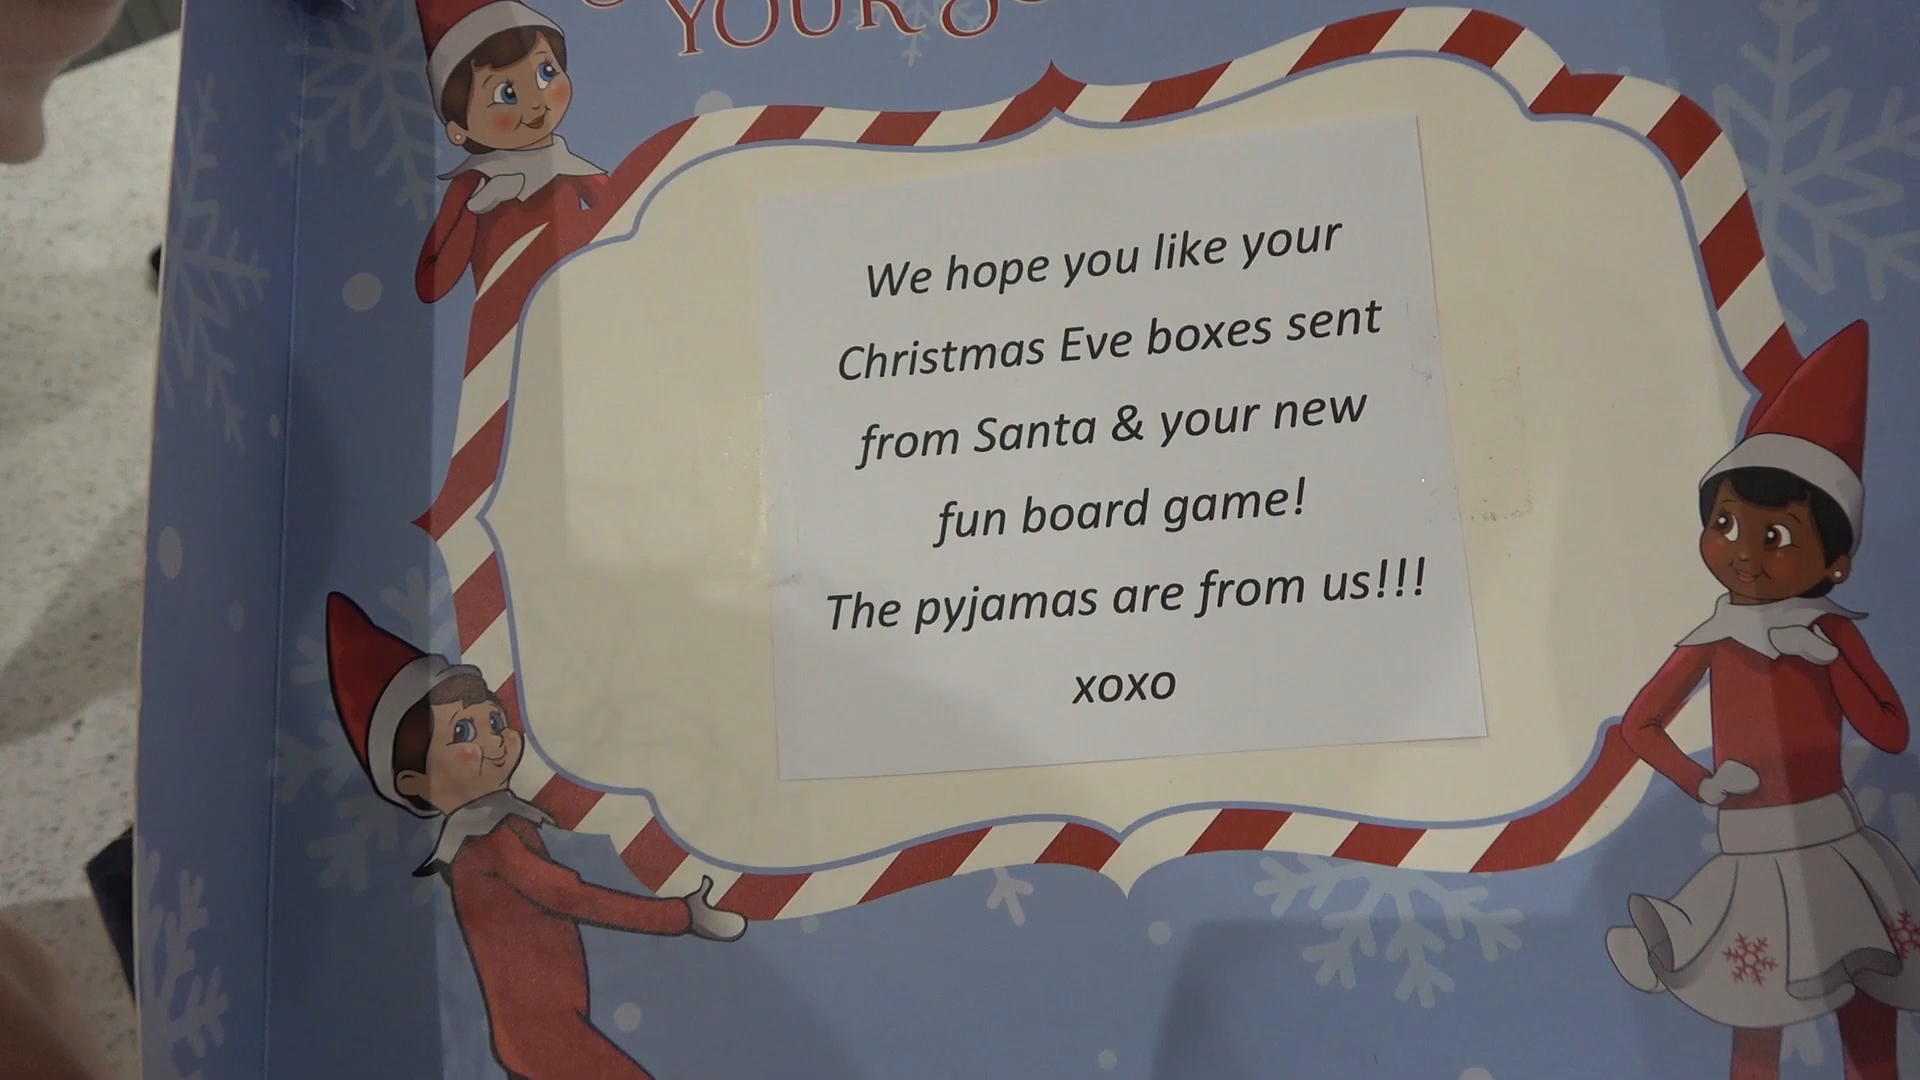 YOUR
We hope you like your
Christmas Eve boxes sent
from Santa & your new
fun board game!
The pyjamas are from us!!!
xoxo